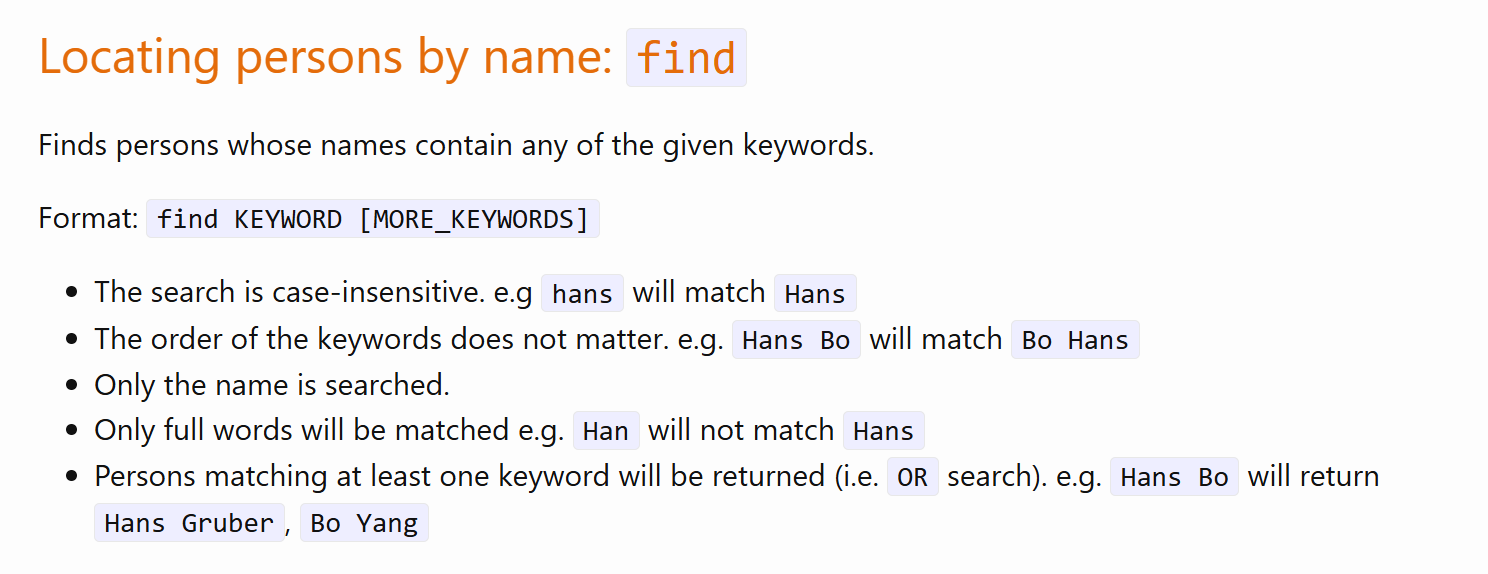 Locating persons by name: find
Finds persons whose names contain any of the given keywords.
Format: find KEYWORD [MORE_KEYWORDS]
• The search is case-insensitive. e.g hans will match Hans
• The order of the keywords does not matter. e.g. Hans Bo will match Bo Hans
• Only the name is searched.
• Only full words will be matched e.g. Han will not match Hans
• Persons matching at least one keyword will be returned (i.e. OR search). e.g. Hans Bo will return
Hans Gruber, Bo Yang